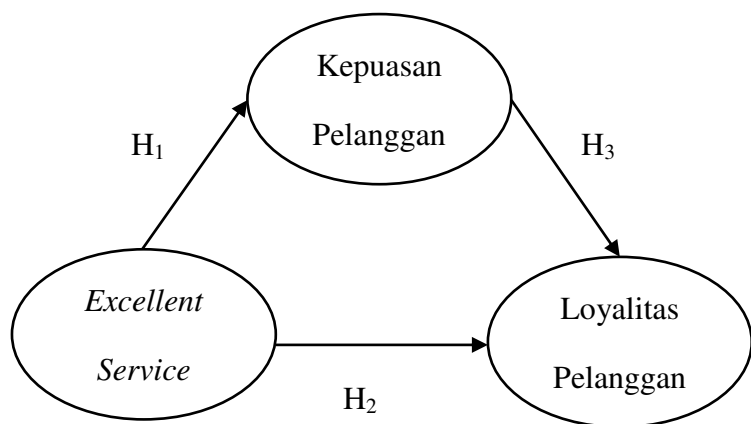 Kepuasan
Pelanggan
H₁
H₃
Excellent
Service
Loyalitas
Pelanggan
H₂